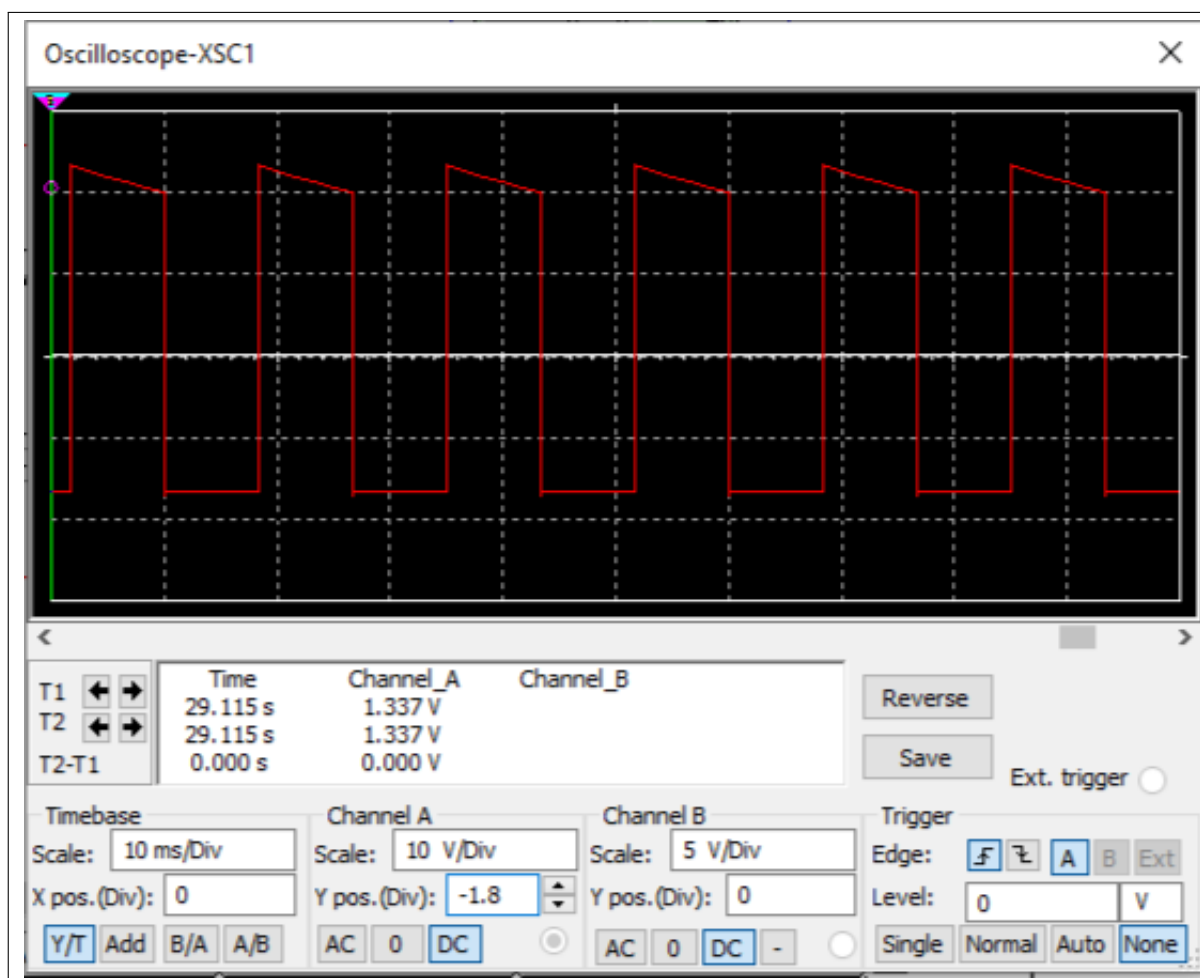 Oscilloscope-XSC1
Time Channel_A Channel_B
T1 29.115 s 1.337 V
T2 29.115 s 1.337 V
T2-T1 0.000 s 0.000 V
Reverse
Save
Ext. trigger
Timebase
Scale: 10 ms/Div
X pos.(Div): 0
Y/T Add B/A A/B
Channel A
Scale: 10 V/Div
Y pos.(Div): -1.8
AC 0 DC
Channel B
Scale: 5 V/Div
Y pos.(Div): 0
AC 0 DC -
Trigger
Edge: A B Ext
Level: 0 V
Single Normal Auto None